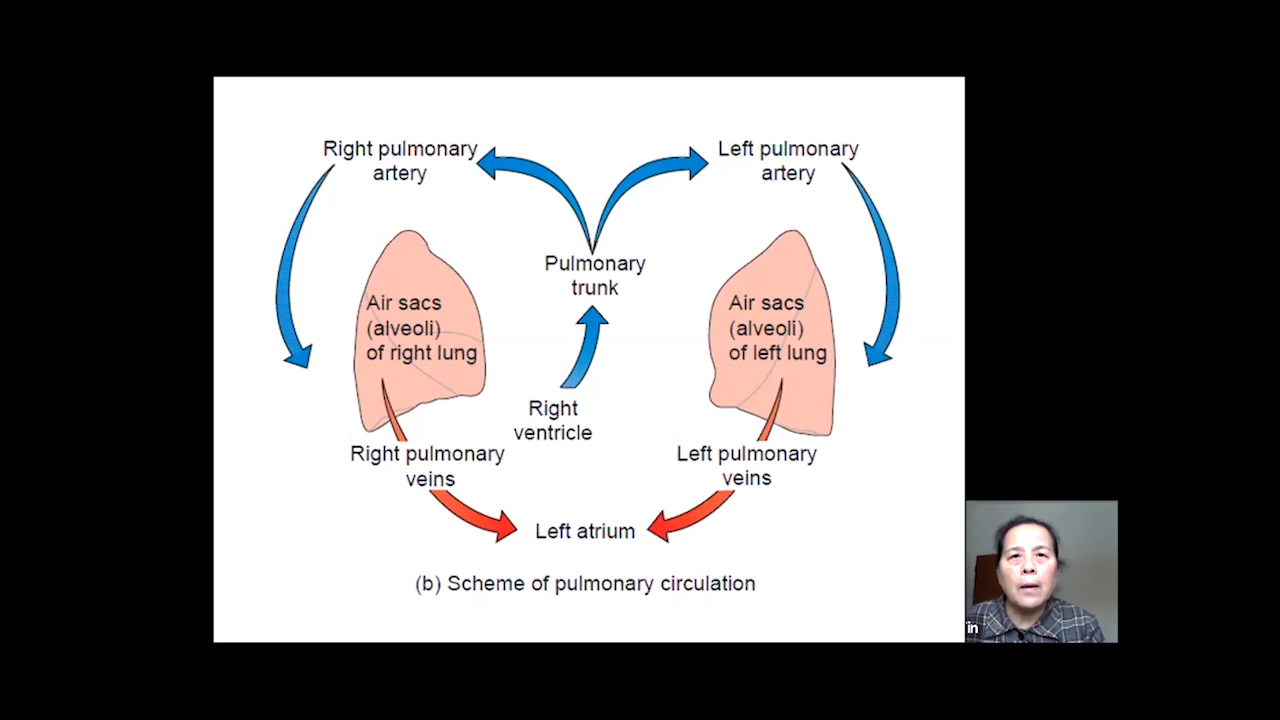 Right pulmonary
artery
Left pulmonary
artery
Pulmonary
trunk
Air sacs
(alveoli)
of right lung
Air sacs
(alveoli)
of left lung
Right
ventricle
Right pulmonary
veins
Left pulmonary
veins
Left atrium
(b) Scheme of pulmonary circulation
in